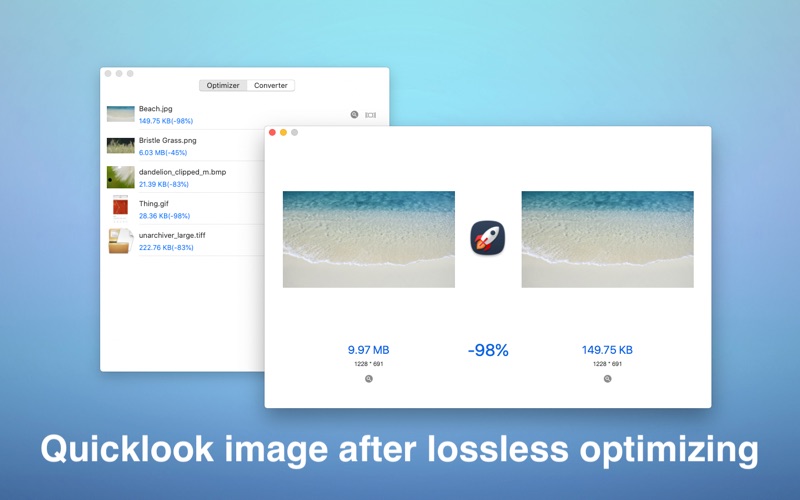 Optimizer Converter
Beach.jpg
149.75 KB(-98%)
Bristle Grass.png
6.03 MB(-45%)
dandelion_clipped_m.bmp
21.39 KB(-83%)
Thing.gif
28.36 KB(-98%)
unarchiver_large.tiff
222.76 KB(-83%)
9.97 MB
1228 * 691
-98%
149.75 KB
1228 * 691
Quicklook image after lossless optimizing